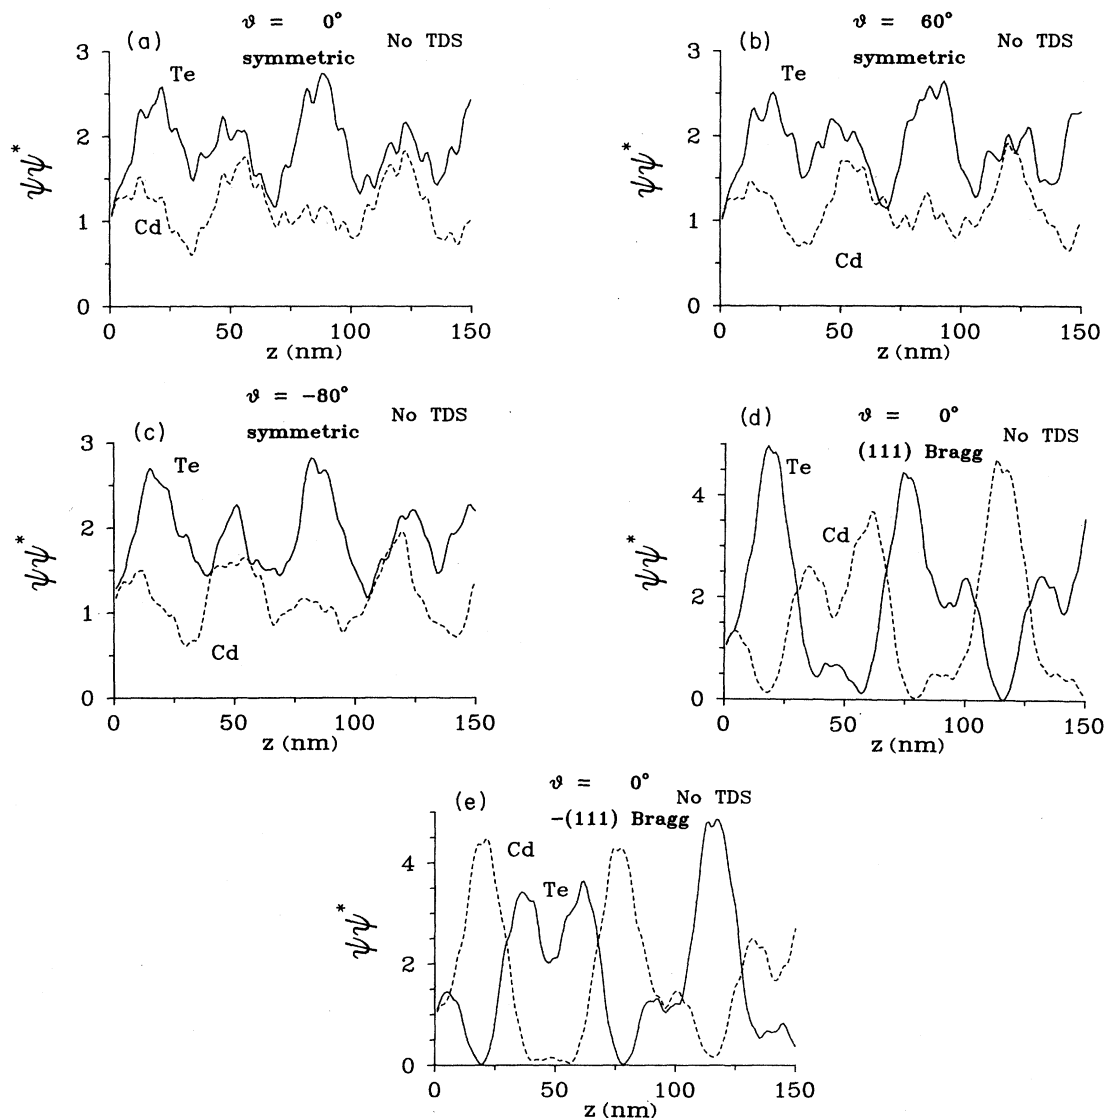 ϑ = 0°
(a)
symmetric
No TDS
3
Te
2
ψψ*
1
Cd
0
0 50 100 150
z (nm)
ϑ = 60°
(b)
symmetric
No TDS
3
Te
2
ψψ*
1
Cd
0
0 50 100 150
z (nm)
ϑ = −80°
(c)
symmetric
No TDS
3
Te
2
ψψ*
1
Cd
0
0 50 100 150
z (nm)
ϑ = 0°
(d)
(111) Bragg
No TDS
Te
4
Cd
ψψ*
2
0
0 50 100 150
z (nm)
ϑ = 0°
(e)
No TDS
−(111) Bragg
Cd
4
Te
ψψ*
2
0
0 50 100 150
z (nm)